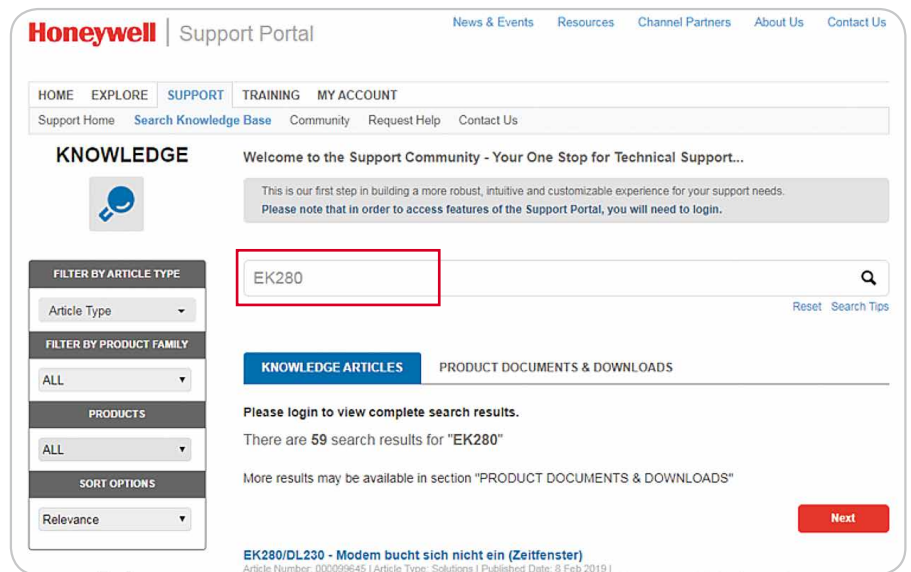 Honeywell | Support Portal
News & Events Resources Channel Partners About Us Contact Us
HOME EXPLORE SUPPORT TRAINING MY ACCOUNT
Support Home Search Knowledge Base Community Request Help Contact Us
KNOWLEDGE
Welcome to the Support Community - Your One Stop for Technical Support...
This is our first step in building a more robust, intuitive and customizable experience for your support needs.
Please note that in order to access features of the Support Portal, you will need to login.
FILTER BY ARTICLE TYPE
Article Type
FILTER BY PRODUCT FAMILY
ALL
PRODUCTS
ALL
SORT OPTIONS
Relevance
EK280
Reset Search Tips
KNOWLEDGE ARTICLES PRODUCT DOCUMENTS & DOWNLOADS
Please login to view complete search results.
There are 59 search results for "EK280"
More results may be available in section "PRODUCT DOCUMENTS & DOWNLOADS"
Next
EK280/DL230 - Modem bucht sich nicht ein (Zeitfenster)
Article Number: 000099645 | Article Type: Solutions | Published Date: 8 Feb 2019 |